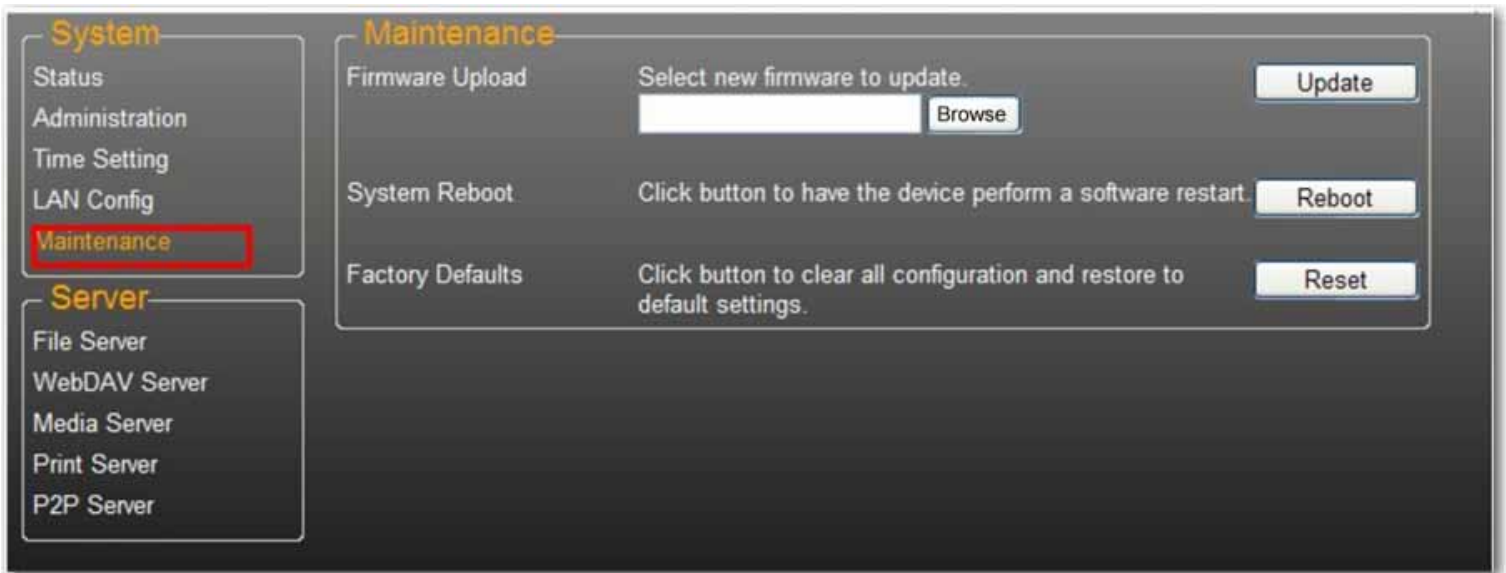 System
Status
Administration
Time Setting
LAN Config
Maintenance
Server
File Server
WebDAV Server
Media Server
Print Server
P2P Server
Maintenance
Firmware Upload
Select new firmware to update.
Browse
Update
System Reboot
Click button to have the device perform a software restart.
Reboot
Factory Defaults
Click button to clear all configuration and restore to
default settings.
Reset